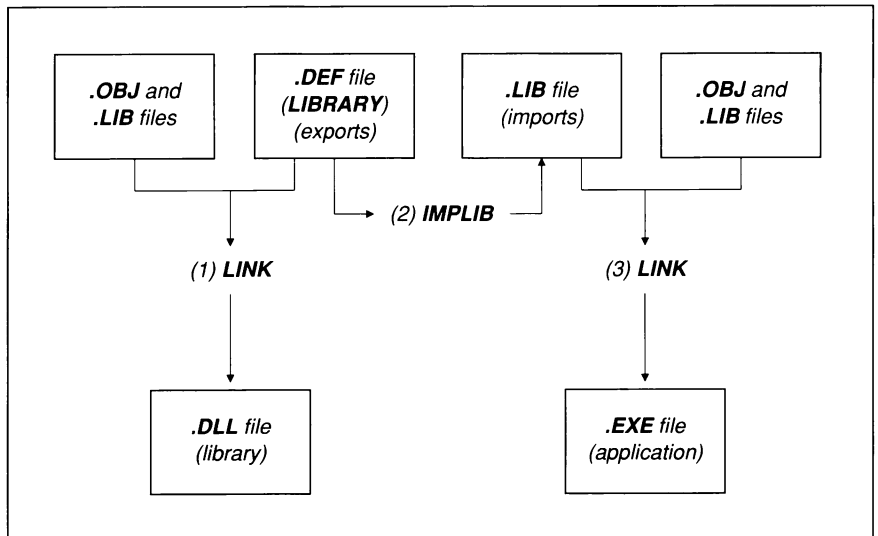 .OBJ and
.LIB files
.DEF file
(LIBRARY)
(exports)
.LIB file
(imports)
.OBJ and
.LIB files
(2) IMPLIB
(1) LINK
(3) LINK
.DLL file
(library)
.EXE file
(application)